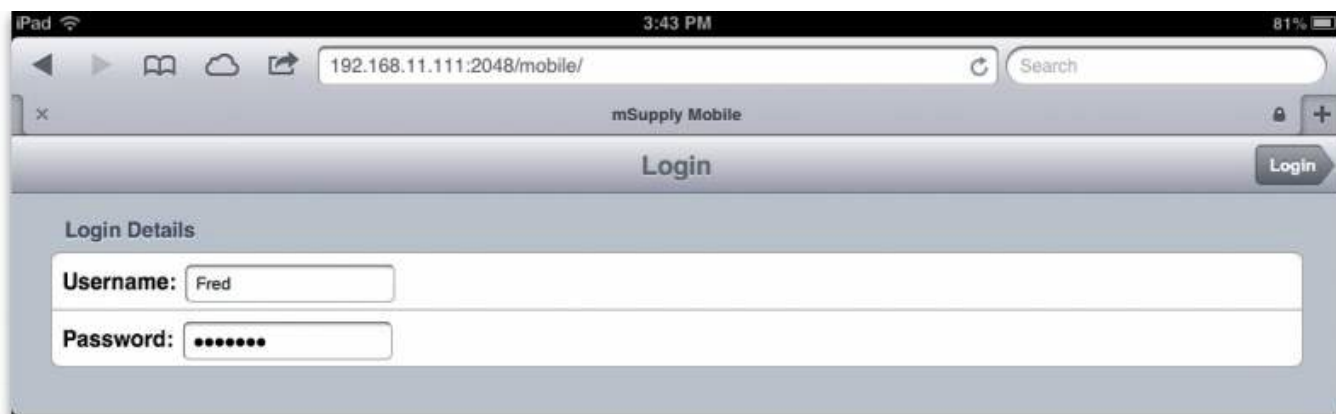 iPad 3:43 PM 81%
192.168.11.111:2048/mobile/ Search
mSupply Mobile
Login Login
Login Details
Username: Fred
Password: •••••••